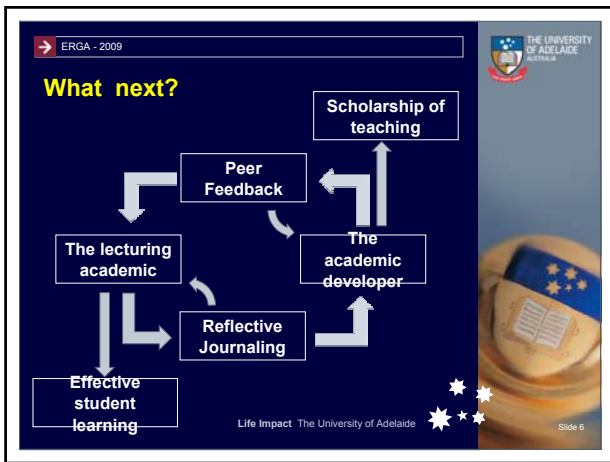 ERGA - 2009
THE UNIVERSITY
OF ADELAIDE
AUSTRALIA
What next?
Scholarship of
teaching
Peer
Feedback
The lecturing
academic
The
academic
developer
Reflective
Journaling
Effective
student
learning
Life Impact The University of Adelaide
Slide 6